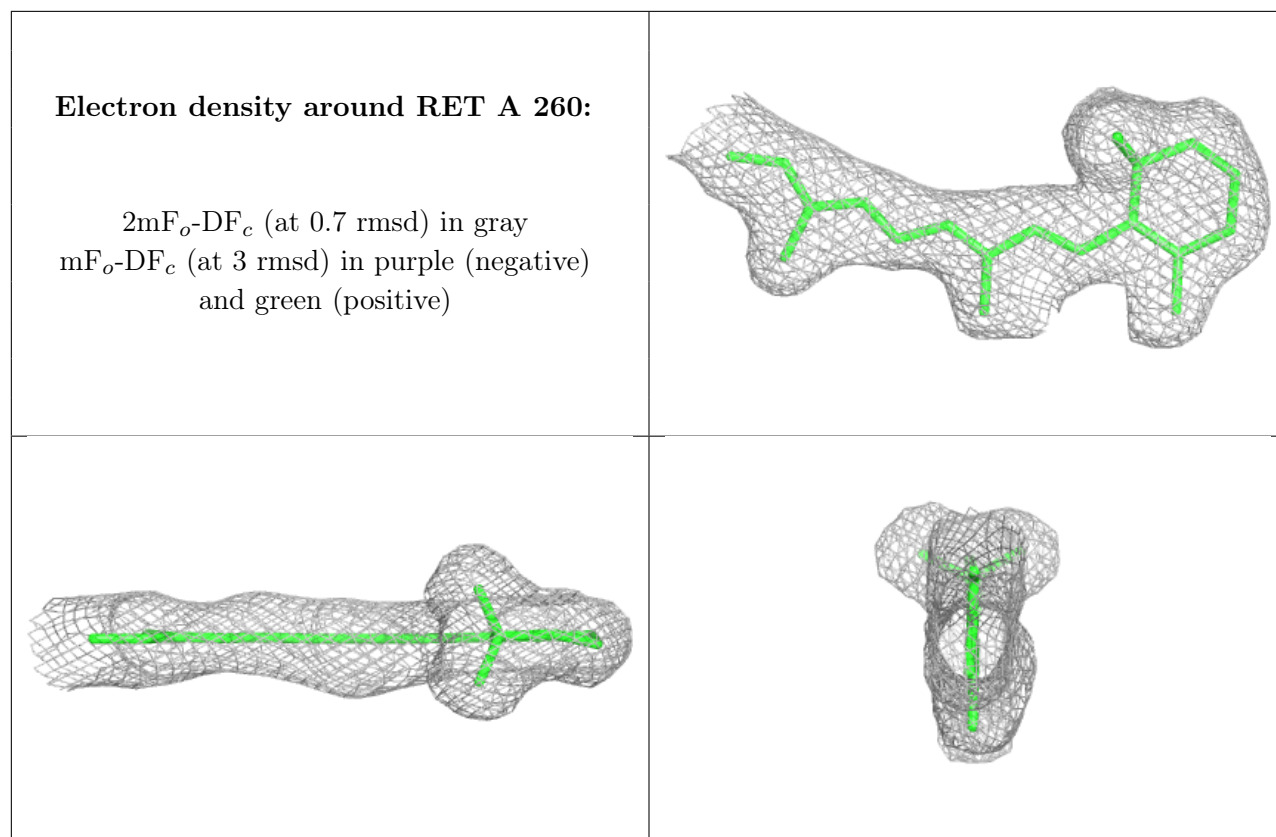 Electron density around RET A 260:
2mFₒ-DF𝒸 (at 0.7 rmsd) in gray
mFₒ-DF𝒸 (at 3 rmsd) in purple (negative)
and green (positive)